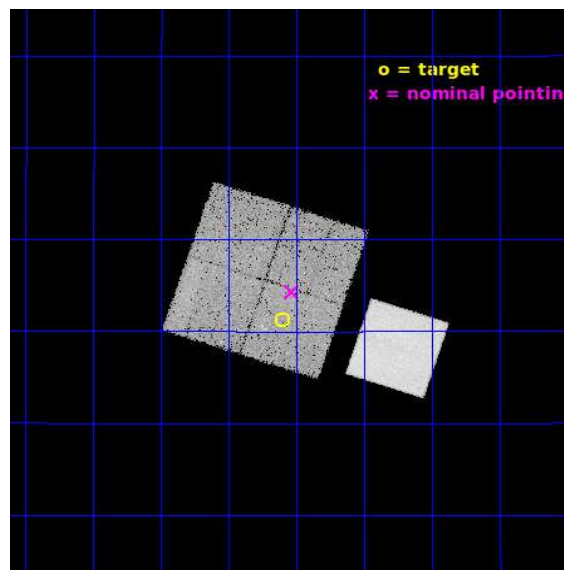 o = target
x = nominal pointin